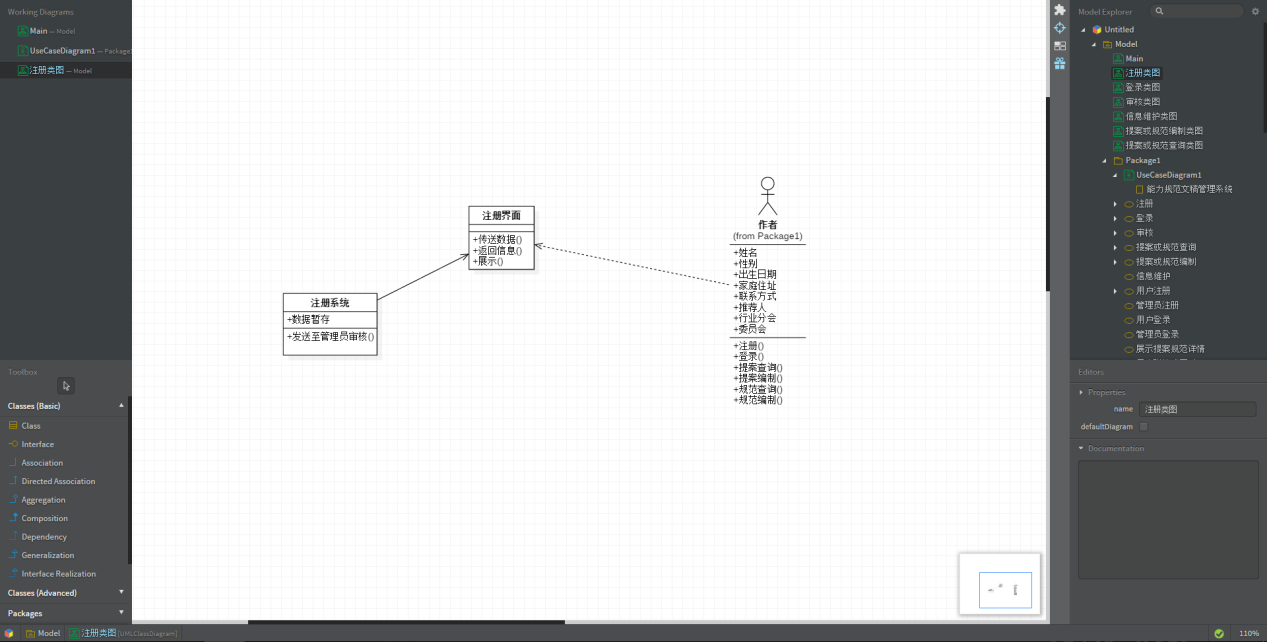 Working Diagrams
Main — Model
UseCaseDiagram1 — Package1
注册类图 — Model
Toolbox
Classes (Basic)
Class
Interface
Association
Directed Association
Aggregation
Composition
Dependency
Generalization
Interface Realization
Classes (Advanced)
Packages
注册界面
+传送数据()
+返回信息()
+展示()
注册系统
+数据暂存
+发送至管理员审核()
作者
(from Package1)
+姓名
+性别
+出生日期
+家庭住址
+联系方式
+推荐人
+行业分会
+委员会
+注册()
+登录()
+提案查询()
+提案编制()
+规范查询()
+规范编制()
Model Explorer
Untitled
Model
Main
注册类图
登录类图
审核类图
信息维护类图
提案或规范编制类图
提案或规范查询类图
Package1
UseCaseDiagram1
能力规范文稿管理系统
注册
登录
审核
提案或规范查询
提案或规范编制
信息维护
用户注册
管理员注册
用户登录
管理员登录
展示提案规范详情
Editors
Properties
name 注册类图
defaultDiagram
Documentation
Model 注册类图 [UMLClassDiagram]
110%